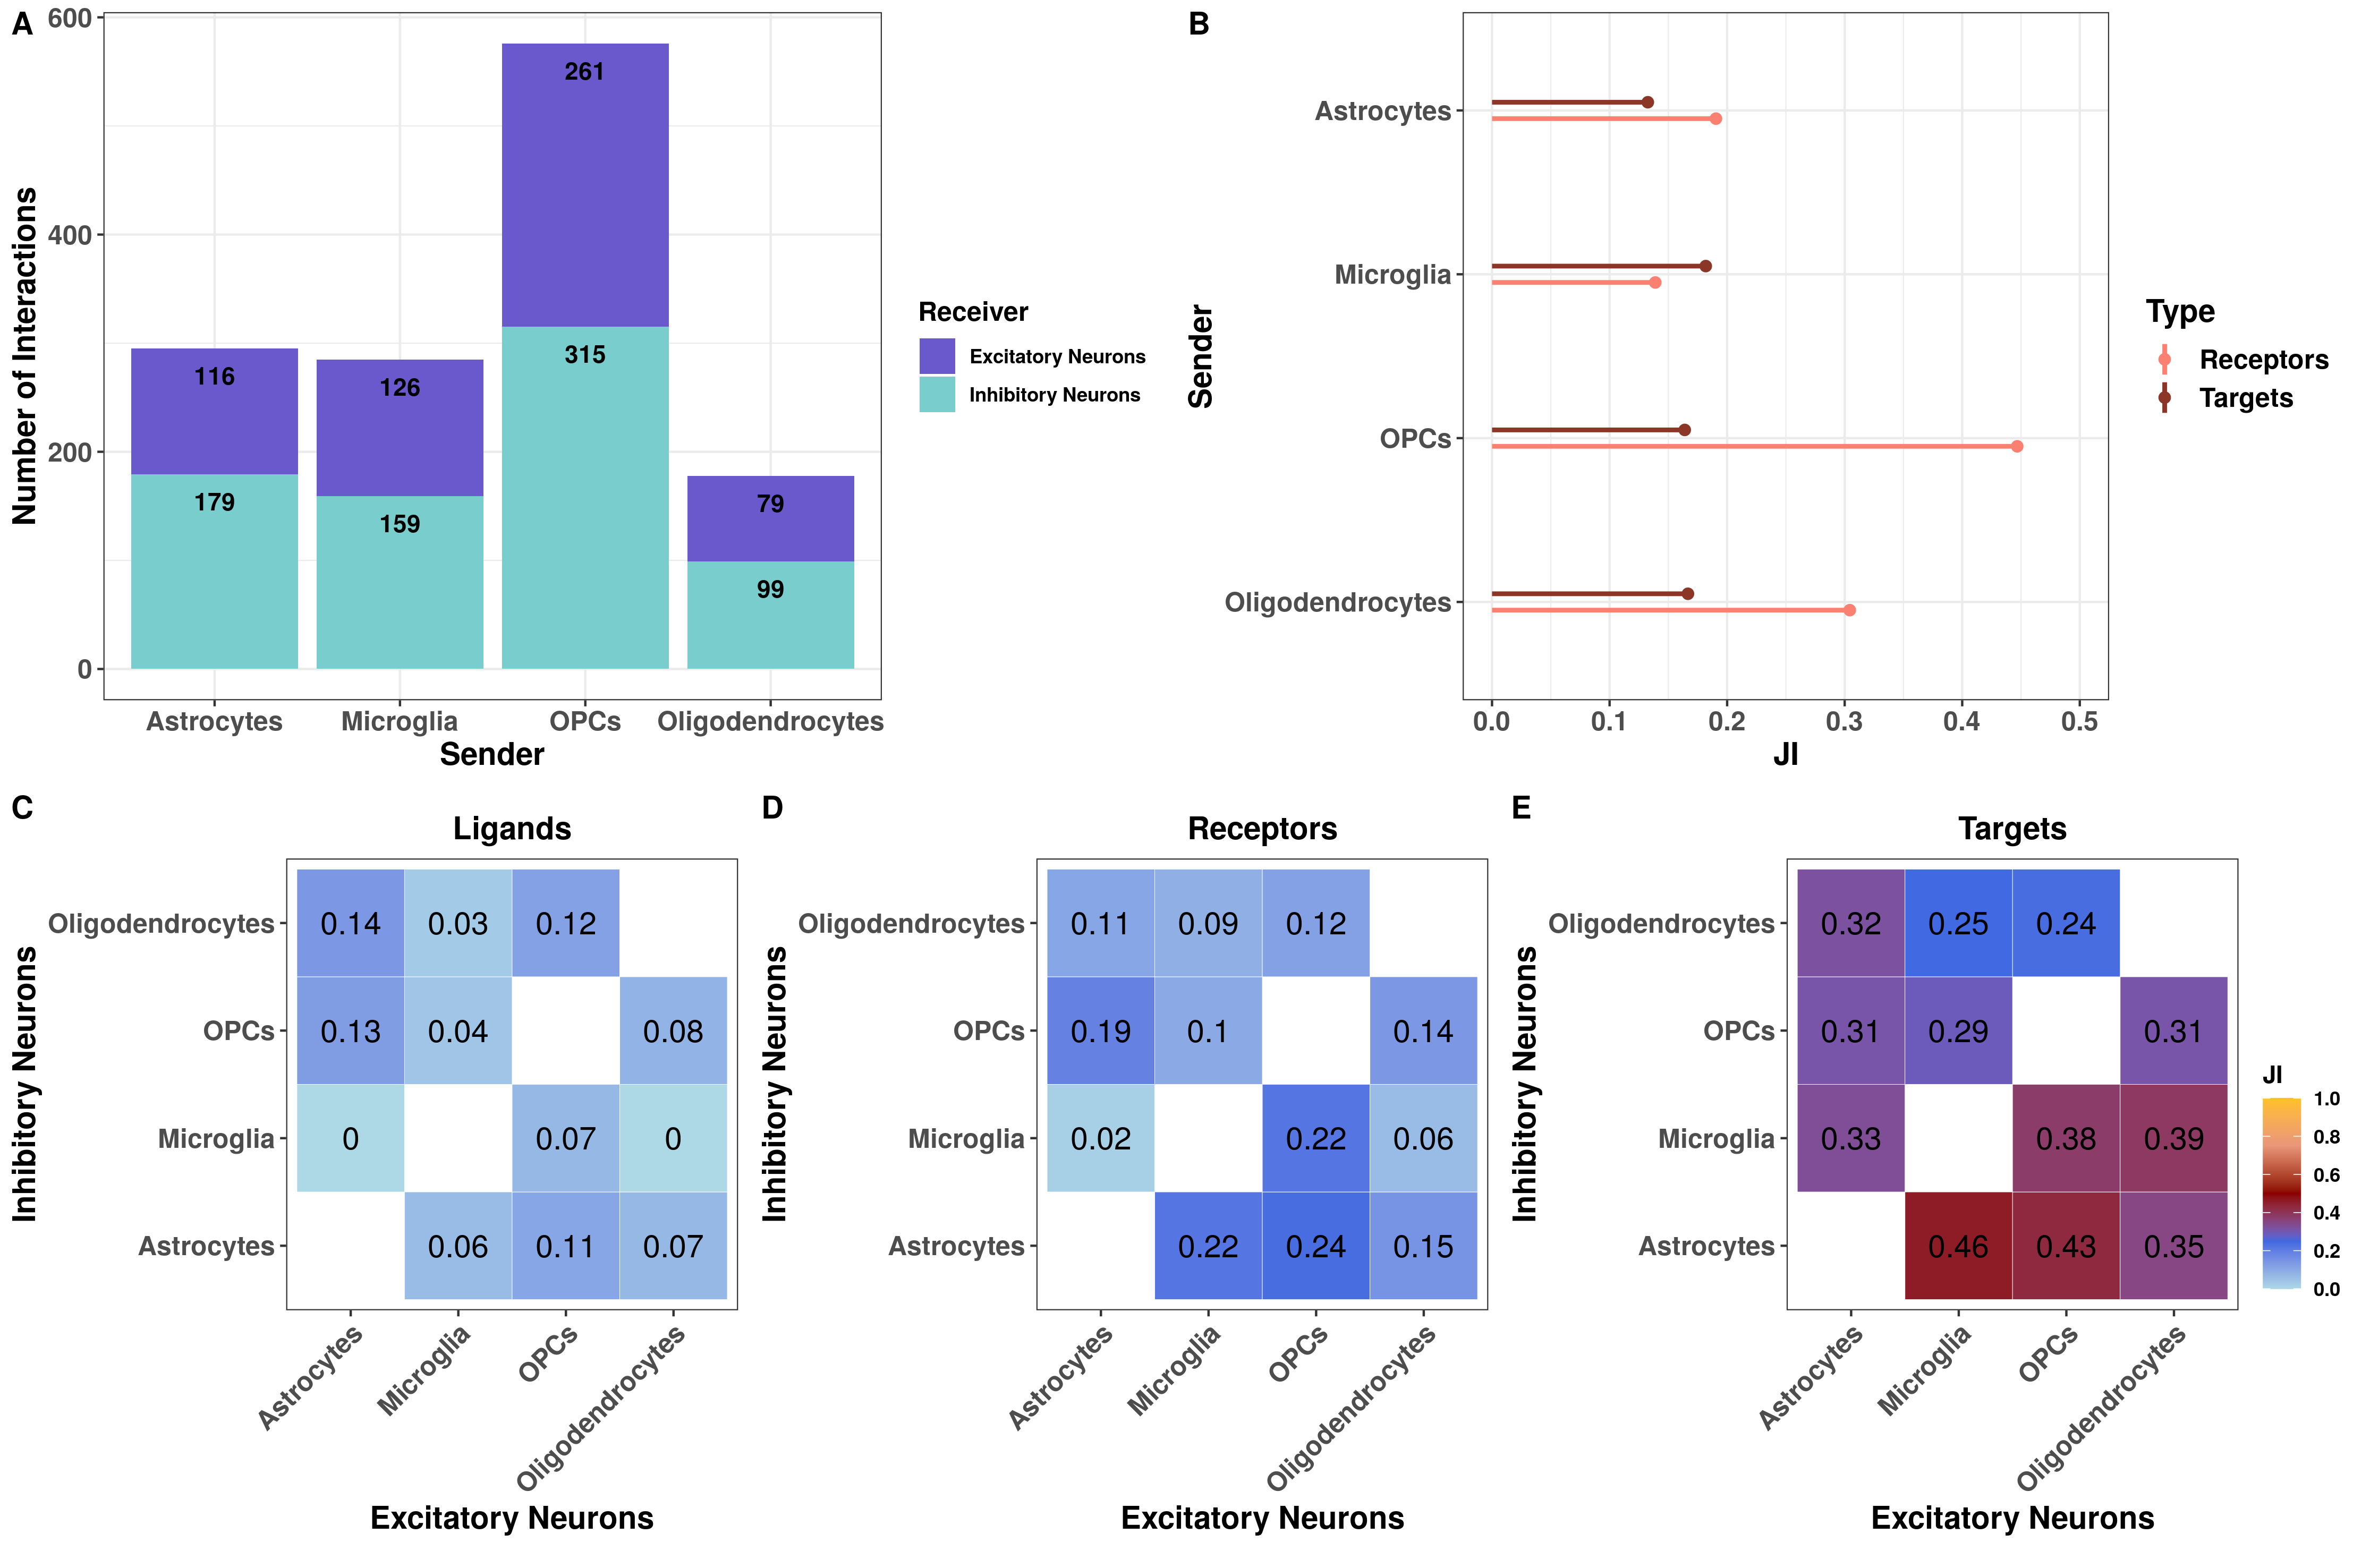 A
600
400
200
0
Number of Interactions
261
315
116
179
126
159
79
99
Astrocytes Microglia OPCs Oligodendrocytes
Sender
Receiver
Excitatory Neurons
Inhibitory Neurons
B
Sender
Astrocytes
Microglia
OPCs
Oligodendrocytes
0.0 0.1 0.2 0.3 0.4 0.5
JI
Type
Receptors
Targets
C
Ligands
Inhibitory Neurons
Oligodendrocytes 0.14 0.03 0.12
OPCs 0.13 0.04 0.08
Microglia 0 0.07 0
Astrocytes 0.06 0.11 0.07
Astrocytes Microglia OPCs Oligodendrocytes
Excitatory Neurons
D
Receptors
Inhibitory Neurons
Oligodendrocytes 0.11 0.09 0.12
OPCs 0.19 0.1 0.14
Microglia 0.02 0.22 0.06
Astrocytes 0.22 0.24 0.15
Astrocytes Microglia OPCs Oligodendrocytes
Excitatory Neurons
E
Targets
Inhibitory Neurons
Oligodendrocytes 0.32 0.25 0.24
OPCs 0.31 0.29 0.31
Microglia 0.33 0.38 0.39
Astrocytes 0.46 0.43 0.35
Astrocytes Microglia OPCs Oligodendrocytes
Excitatory Neurons
JI
1.0
0.8
0.6
0.4
0.2
0.0